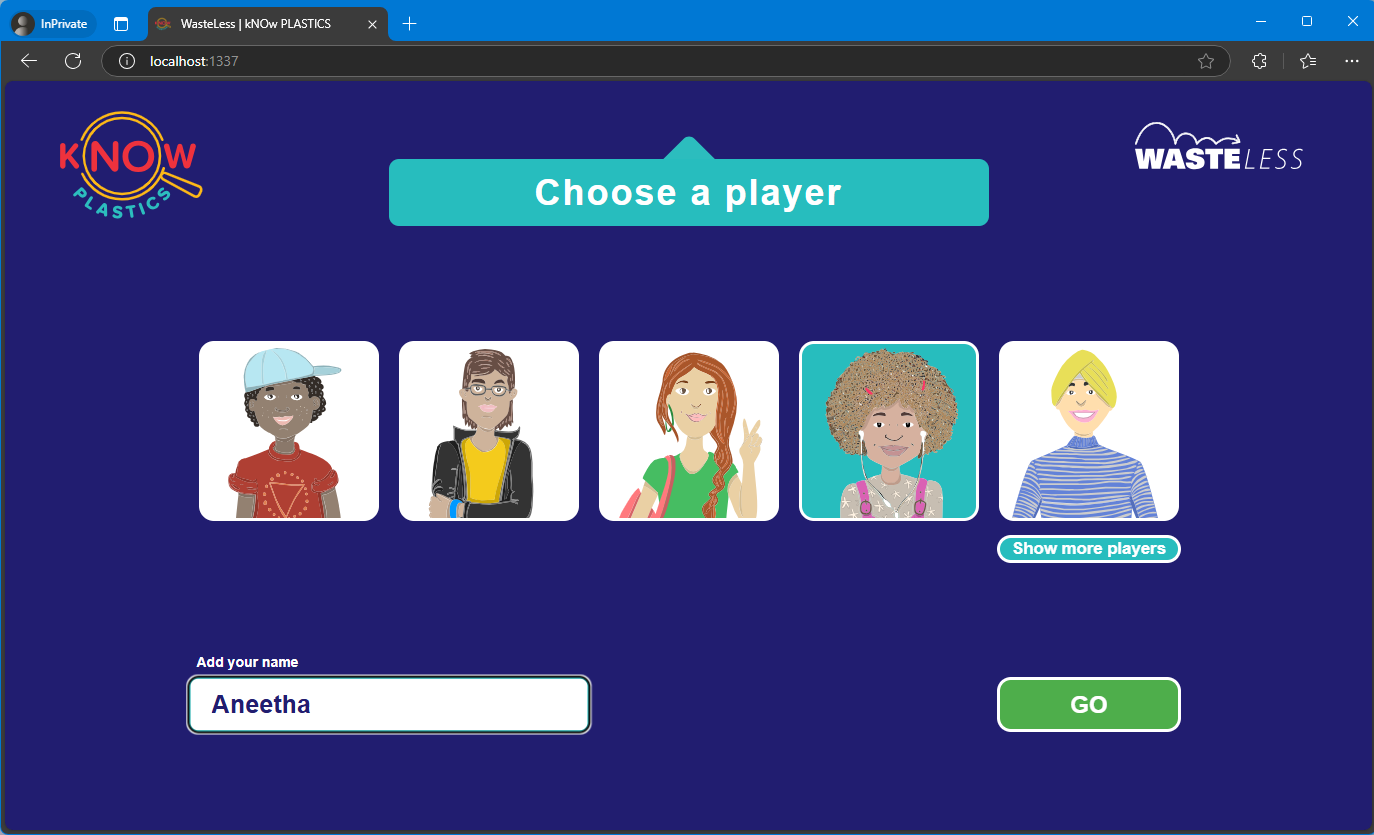 InPrivate
WasteLess | kNOw PLASTICS
localhost:1337
kNOW
PLASTICS
WASTELESS
Choose a player
Show more players
Add your name
Aneetha
GO